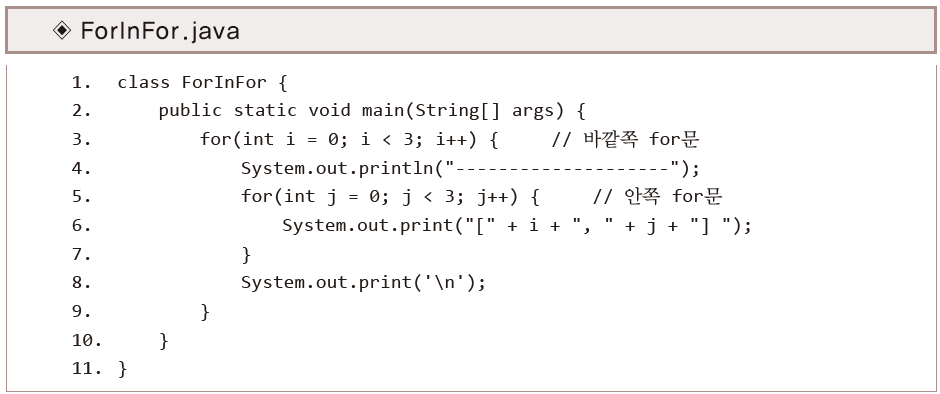 ◈ ForInFor.java
1. class ForInFor {
2. public static void main(String[] args) {
3. for(int i = 0; i < 3; i++) { // 바깥쪽 for문
4. System.out.println("--------------------");
5. for(int j = 0; j < 3; j++) { // 안쪽 for문
6. System.out.print("[" + i + ", " + j + "] ");
7. }
8. System.out.print('\n');
9. }
10. }
11. }